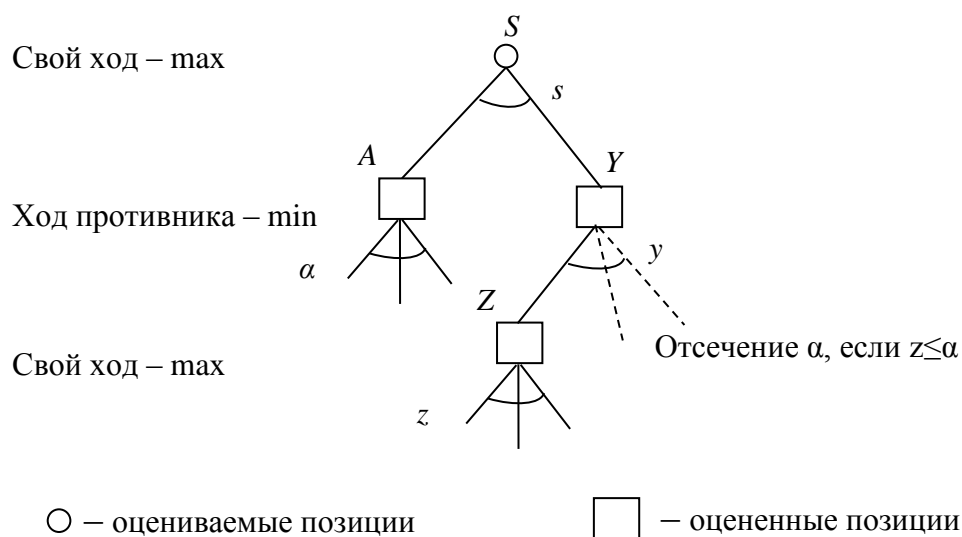 S
Свой ход – max
s
A
Y
Ход противника – min
α
y
Z
Отсечение α, если z≤α
Свой ход – max
z
– оцениваемые позиции
– оцененные позиции